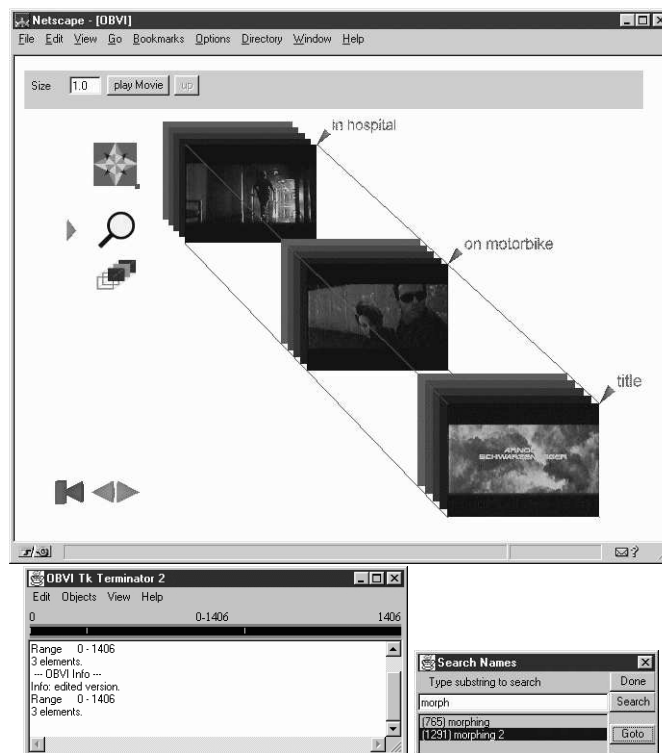 Netscape - [OBVI]
File Edit View Go Bookmarks Options Directory Window Help
Size 1.0 play Movie up
in hospital
on motorbike
title
ARNOLD
SCHWARZENEGGER
OBVI Tk Terminator 2
Edit Objects View Help
0 0-1406 1406
Range 0 - 1406
3 elements.
--- OBVI Info ---
Info: edited version.
Range 0 - 1406
3 elements.
Search Names
Type substring to search Done
morph Search
(765) morphing
(1291) morphing 2 Goto